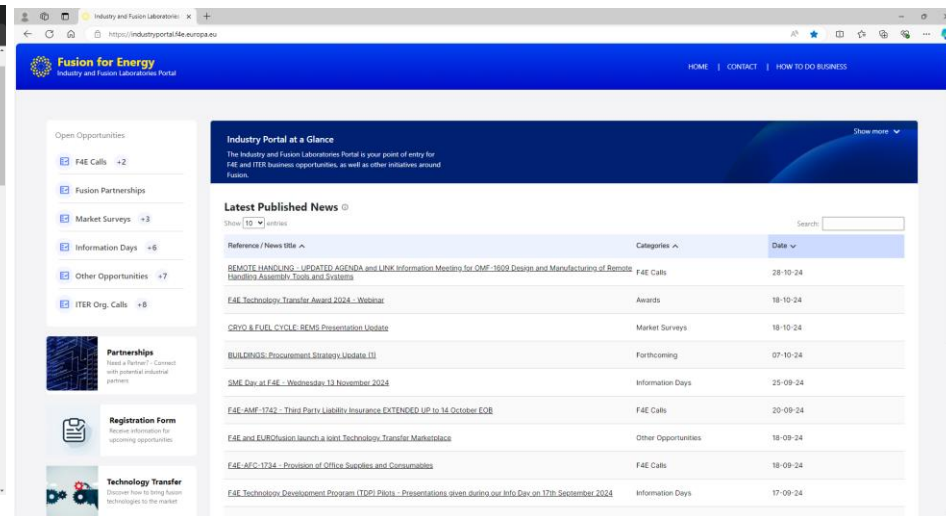 Industry and Fusion Laboratories
https://industryportal.f4e.europa.eu
Fusion for Energy
Industry and Fusion Laboratories Portal
HOME | CONTACT | HOW TO DO BUSINESS
Open Opportunities
F4E Calls +2
Fusion Partnerships
Market Surveys +3
Information Days +6
Other Opportunities +7
ITER Org. Calls +8
Partnerships
Need a Partner? - Connect
with potential industrial
partners
Registration Form
Receive information for
upcoming opportunities
Technology Transfer
Discover how to bring fusion
technologies to the market
Industry Portal at a Glance
Show more
The Industry and Fusion Laboratories Portal is your point of entry for
F4E and ITER business opportunities, as well as other initiatives around
Fusion.
Latest Published News
Show 10 entries
Search:
Reference / News title Categories Date
REMOTE HANDLING - UPDATED AGENDA and LINK Information Meeting for OMF-1609 Design and Manufacturing of Remote
Handling Assembly Tools and Systems F4E Calls 28-10-24
F4E Technology Transfer Award 2024 - Webinar Awards 18-10-24
CRYO & FUEL CYCLE: REMS Presentation Update Market Surveys 18-10-24
BUILDINGS: Procurement Strategy Update (1) Forthcoming 07-10-24
SME Day at F4E - Wednesday 13 November 2024 Information Days 25-09-24
F4E-AMF-1742 - Third Party Liability Insurance EXTENDED UP to 14 October EOB F4E Calls 20-09-24
F4E and EUROfusion launch a joint Technology Transfer Marketplace Other Opportunities 18-09-24
F4E-AFC-1734 - Provision of Office Supplies and Consumables F4E Calls 18-09-24
F4E Technology Development Program (TDP) Pilots - Presentations given during our Info Day on 17th September 2024 Information Days 17-09-24